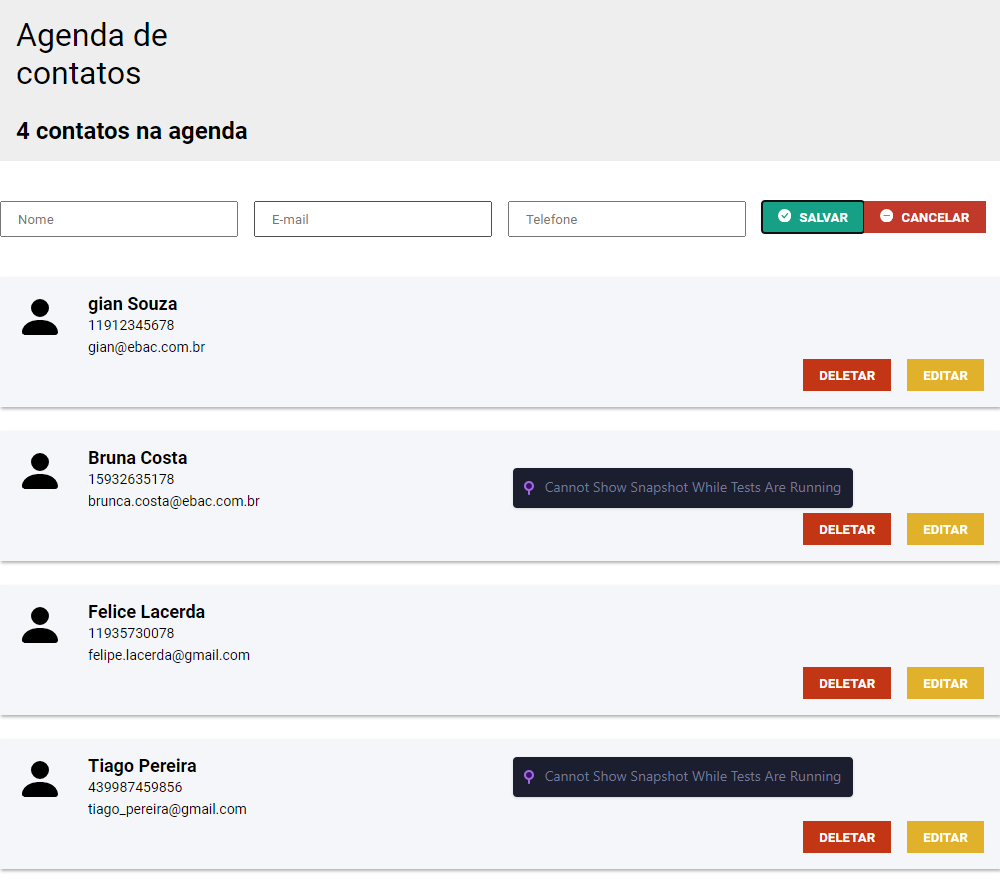 Agenda de
contatos
4 contatos na agenda
Nome E-mail Telefone SALVAR CANCELAR
gian Souza
11912345678
gian@ebac.com.br
DELETAR EDITAR
Bruna Costa
15932635178
Cannot Show Snapshot While Tests Are Running
brunca.costa@ebac.com.br
DELETAR EDITAR
Felice Lacerda
11935730078
felipe.lacerda@gmail.com
DELETAR EDITAR
Tiago Pereira
Cannot Show Snapshot While Tests Are Running
439987459856
tiago_pereira@gmail.com
DELETAR EDITAR